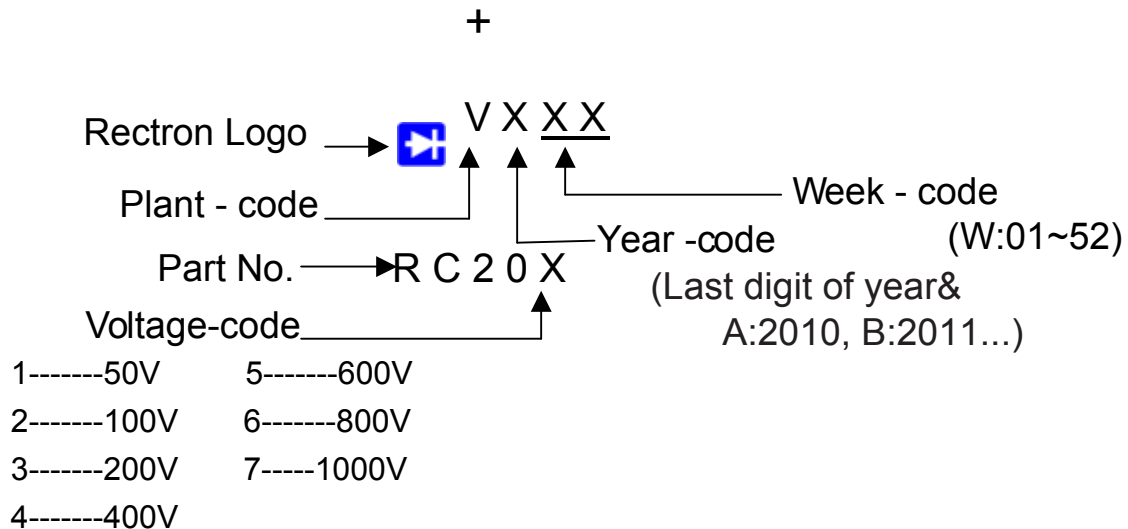 +
V X X X
Rectron Logo
Plant - code
Week - code
(W:01~52)
Year -code
(Last digit of year&
A:2010, B:2011...)
Part No.
R C 2 0 X
Voltage-code
1-------50V 5-------600V
2-------100V 6-------800V
3-------200V 7-----1000V
4-------400V